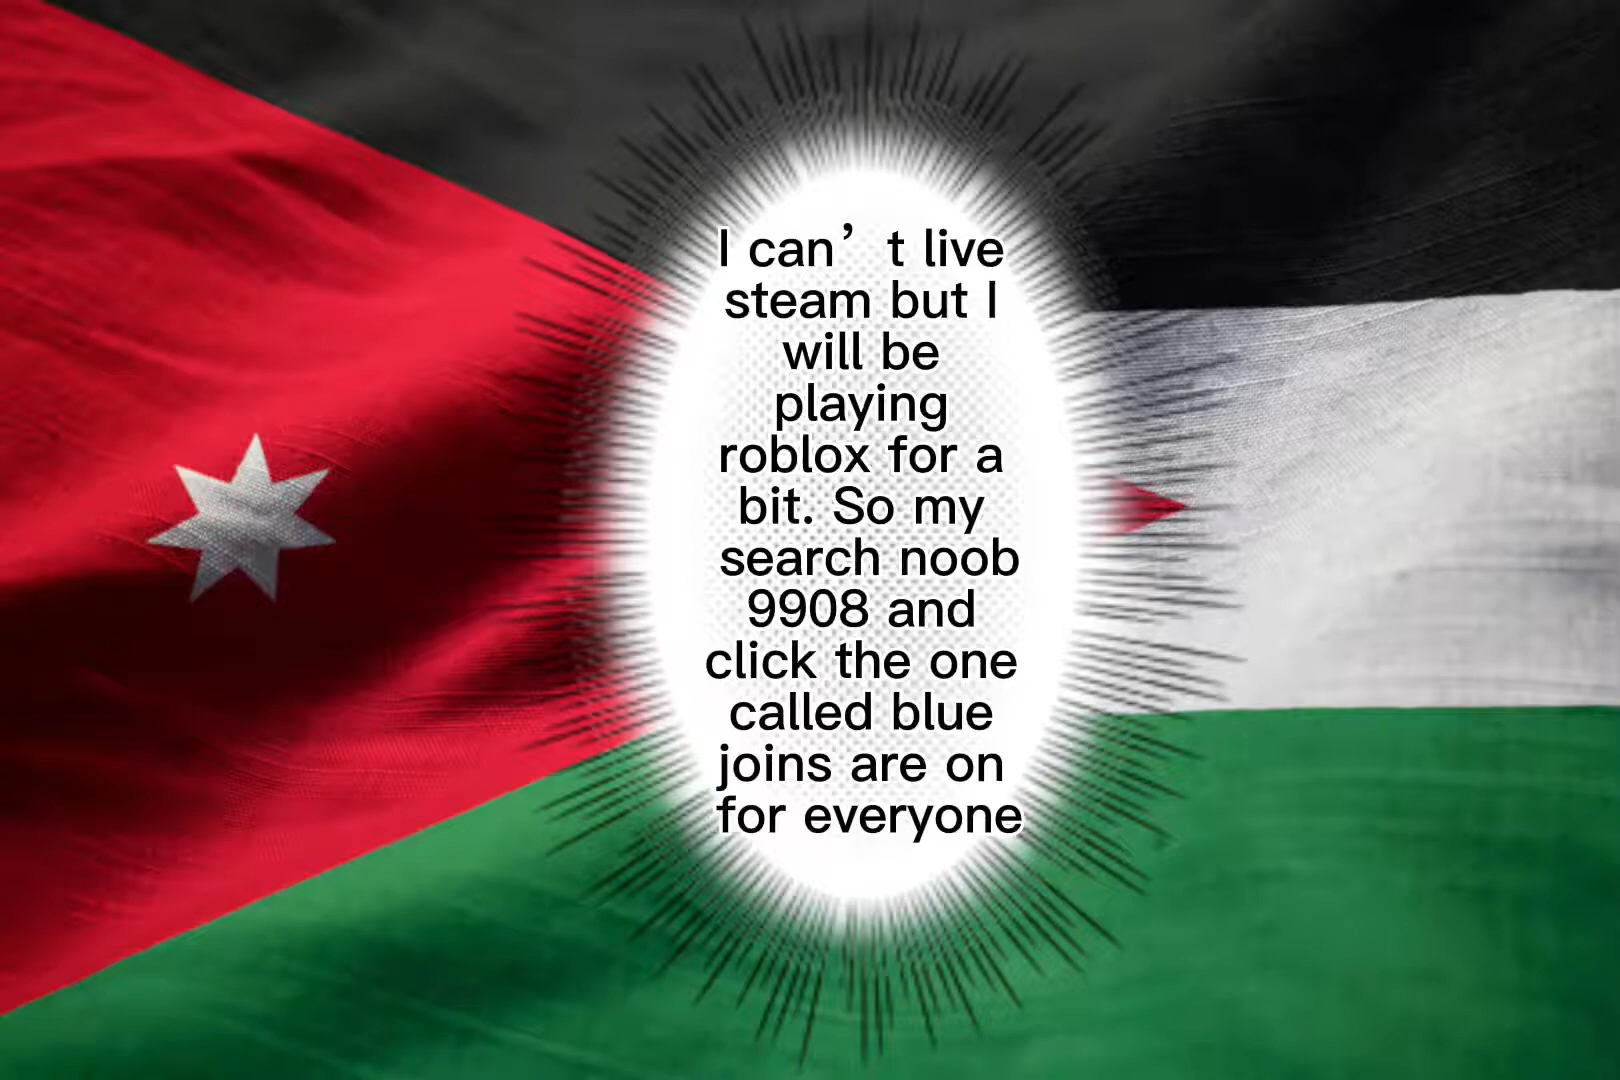 I can’t live
steam but I
will be
playing
roblox for a
bit. So my
search noob
9908 and
click the one
called blue
joins are on
for everyone